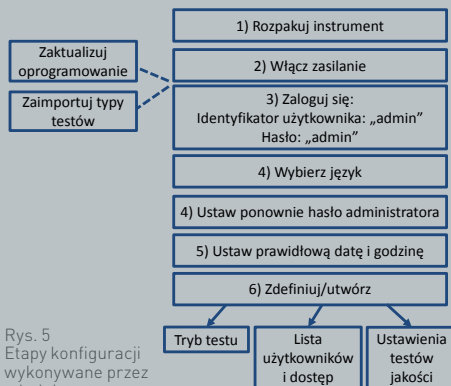 1) Rozpakuj instrument
Zaktualizuj
oprogramowanie
2) Włącz zasilanie
Zaimportuj typy
testów
3) Zaloguj się:
Identyfikator użytkownika: „admin”
Hasło: „admin”
4) Wybierz język
4) Ustaw ponownie hasło administratora
5) Ustaw prawidłową datę i godzinę
6) Zdefiniuj/utwórz
Tryb testu
Lista
użytkowników
i dostęp
Ustawienia
testów
jakości
Rys. 5
Etapy konfiguracji
wykonywane przez